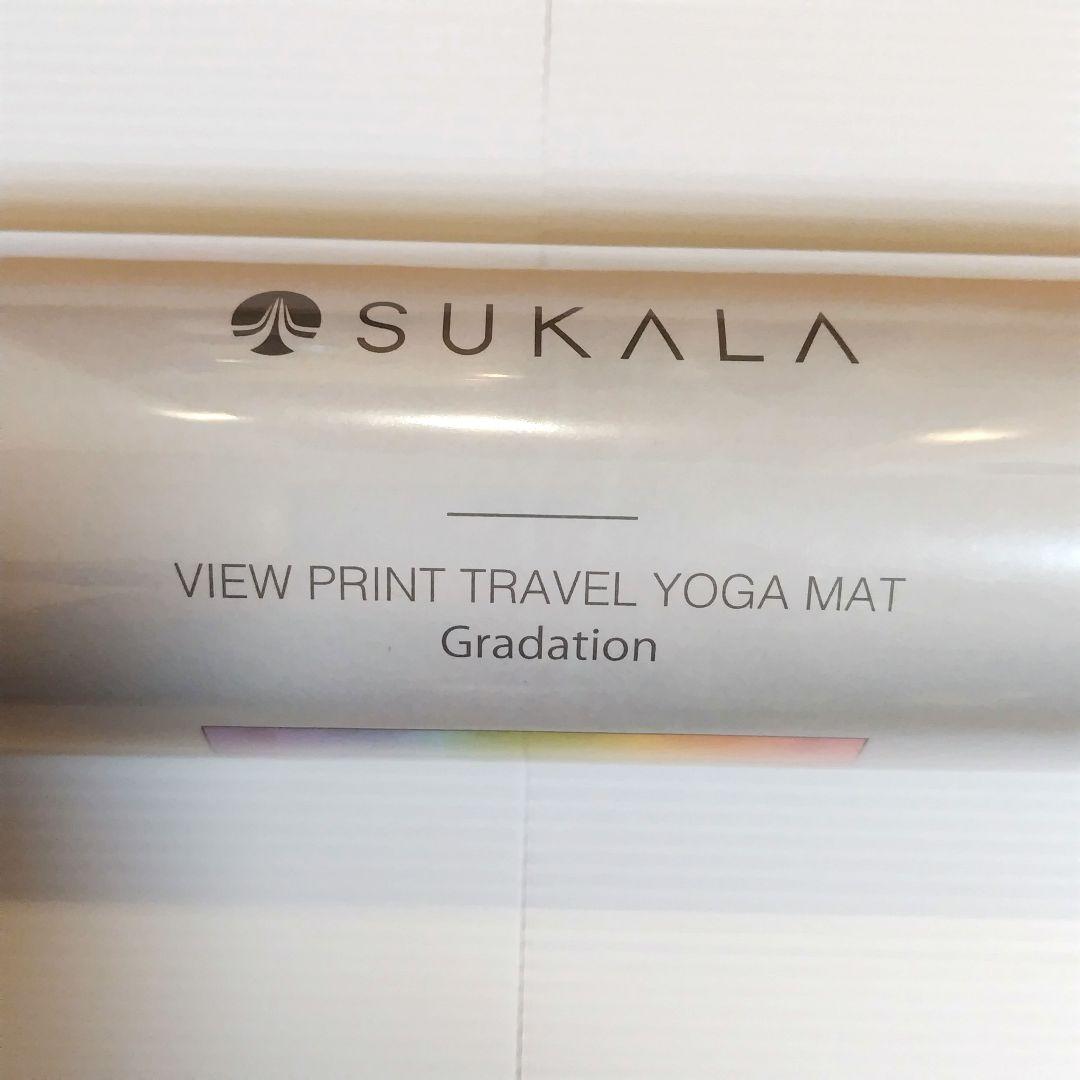 SUKALA
VIEW PRINT TRAVEL YOGA MAT
Gradation